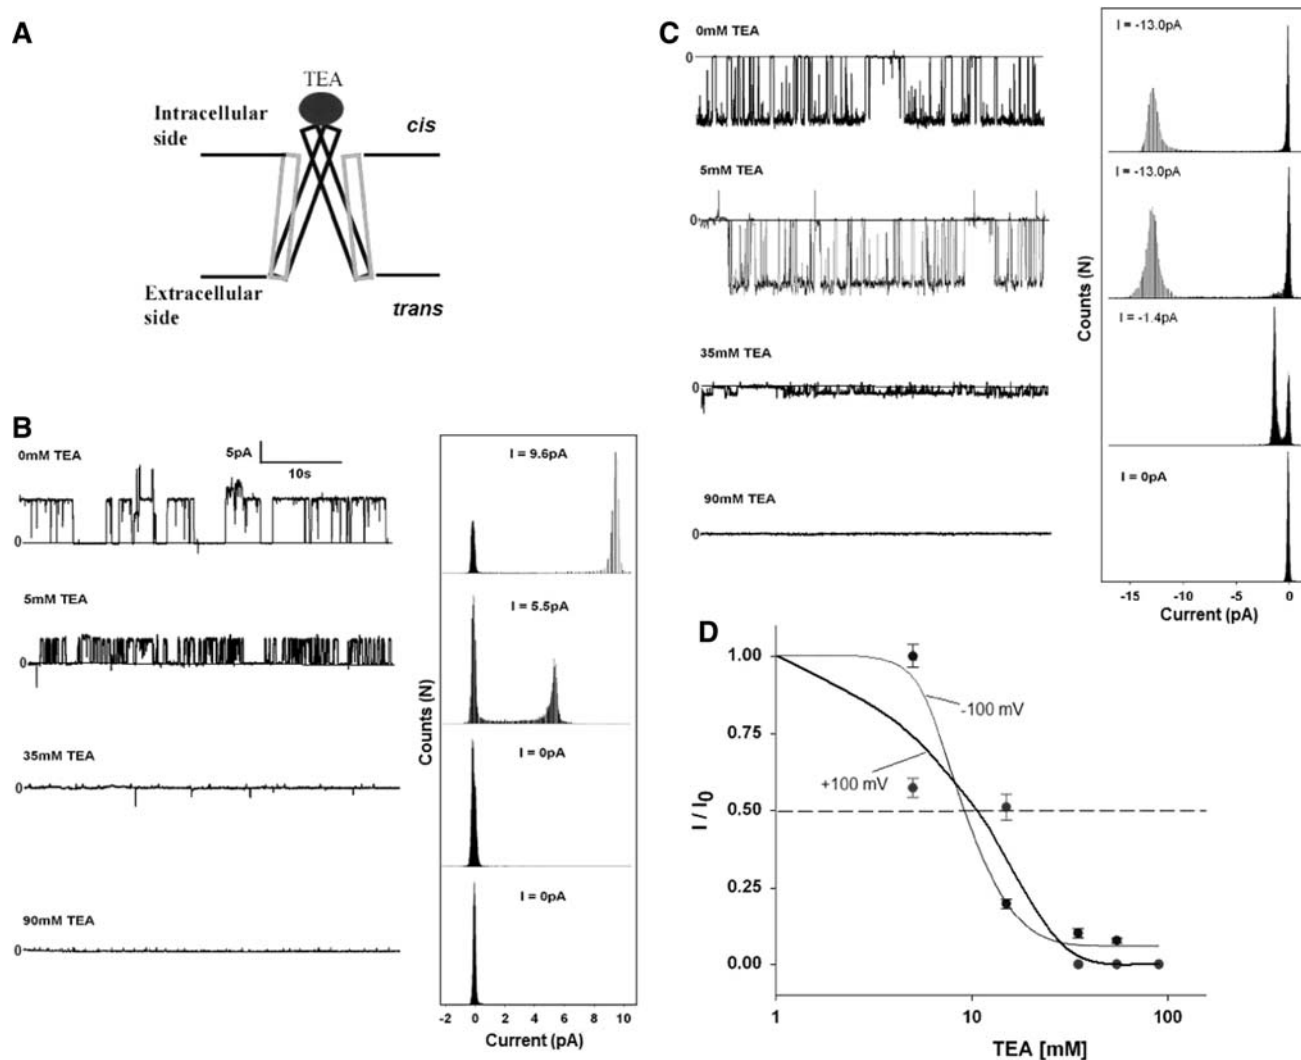 A
TEA
Intracellular
side
cis
Extracellular
side
trans
B
0mM TEA
5pA
10s
0
5mM TEA
0
35mM TEA
0
90mM TEA
0
I = 9.6pA
I = 5.5pA
I = 0pA
I = 0pA
Counts (N)
-2 0 2 4 6 8 10
Current (pA)
C
0mM TEA
0
5mM TEA
0
35mM TEA
0
90mM TEA
0
I = -13.0pA
I = -13.0pA
I = -1.4pA
I = 0pA
Counts (N)
-15 -10 -5 0
Current (pA)
D
1.00
0.75
0.50
0.25
0.00
I / I0
-100 mV
+100 mV
1 10 100
TEA [mM]